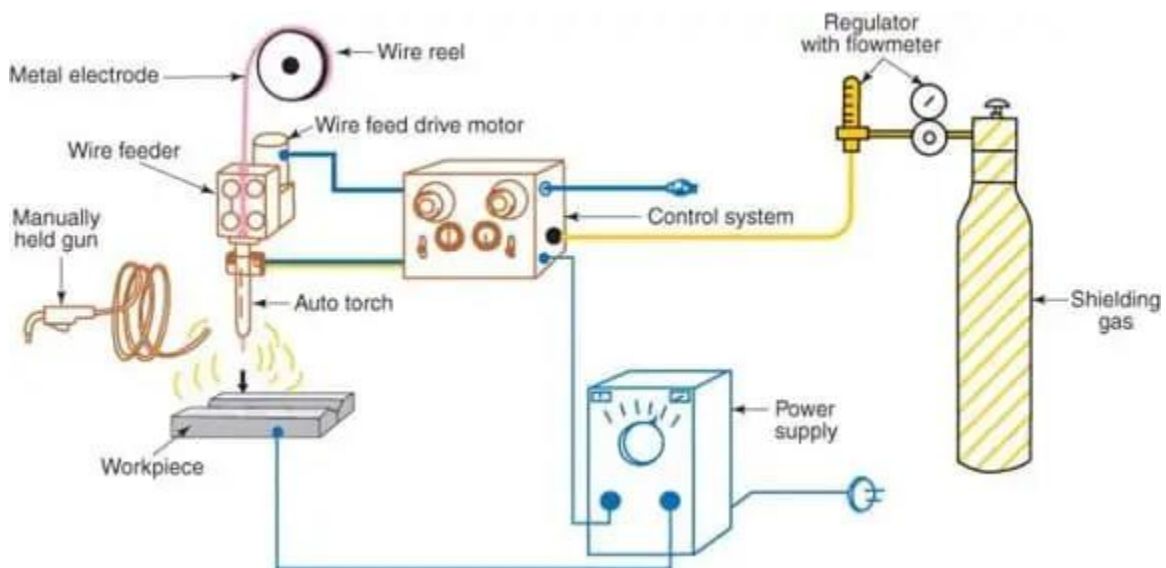 Regulator
with flowmeter
Wire reel
Metal electrode
Wire feed drive motor
Wire feeder
Manually
held gun
Control system
Auto torch
Shielding
gas
Power
supply
Workpiece